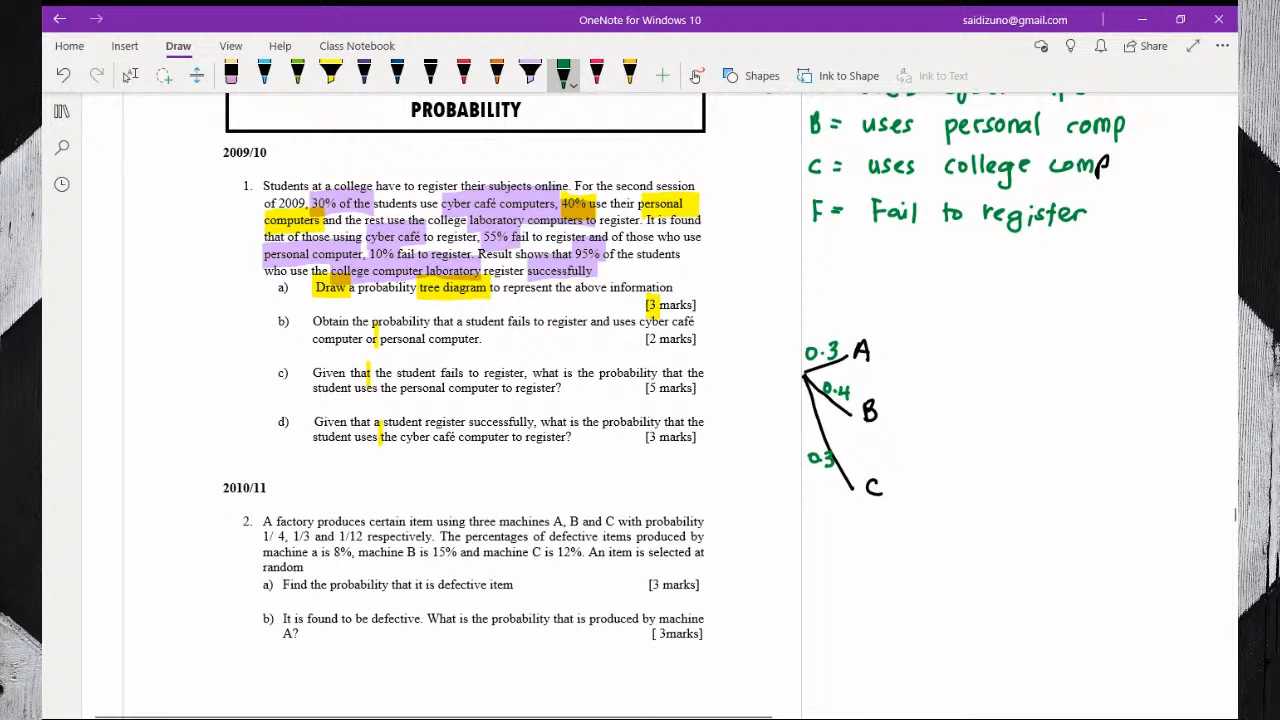 OneNote for Windows 10
saidizuno@gmail.com
Home Insert Draw View Help Class Notebook
Share
Shapes Ink to Shape Ink to Text
PROBABILITY
2009/10
1. Students at a college have to register their subjects online. For the second session
of 2009, 30% of the students use cyber café computers, 40% use their personal
computers and the rest use the college laboratory computers to register. It is found
that of those using cyber café to register, 55% fail to register and of those who use
personal computer, 10% fail to register. Result shows that 95% of the students
who use the college computer laboratory register successfully
a) Draw a probability tree diagram to represent the above information
[3 marks]
b) Obtain the probability that a student fails to register and uses cyber café
computer or personal computer. [2 marks]
c) Given that the student fails to register, what is the probability that the
student uses the personal computer to register? [5 marks]
d) Given that a student register successfully, what is the probability that the
student uses the cyber café computer to register? [3 marks]
2010/11
2. A factory produces certain item using three machines A, B and C with probability
1/ 4, 1/3 and 1/12 respectively. The percentages of defective items produced by
machine a is 8%, machine B is 15% and machine C is 12%. An item is selected at
random
a) Find the probability that it is defective item [3 marks]
b) It is found to be defective. What is the probability that is produced by machine
A? [ 3marks]
B = uses personal comp
C = uses college comp
F = Fail to register
0.3 A
0.4
B
0.3
C